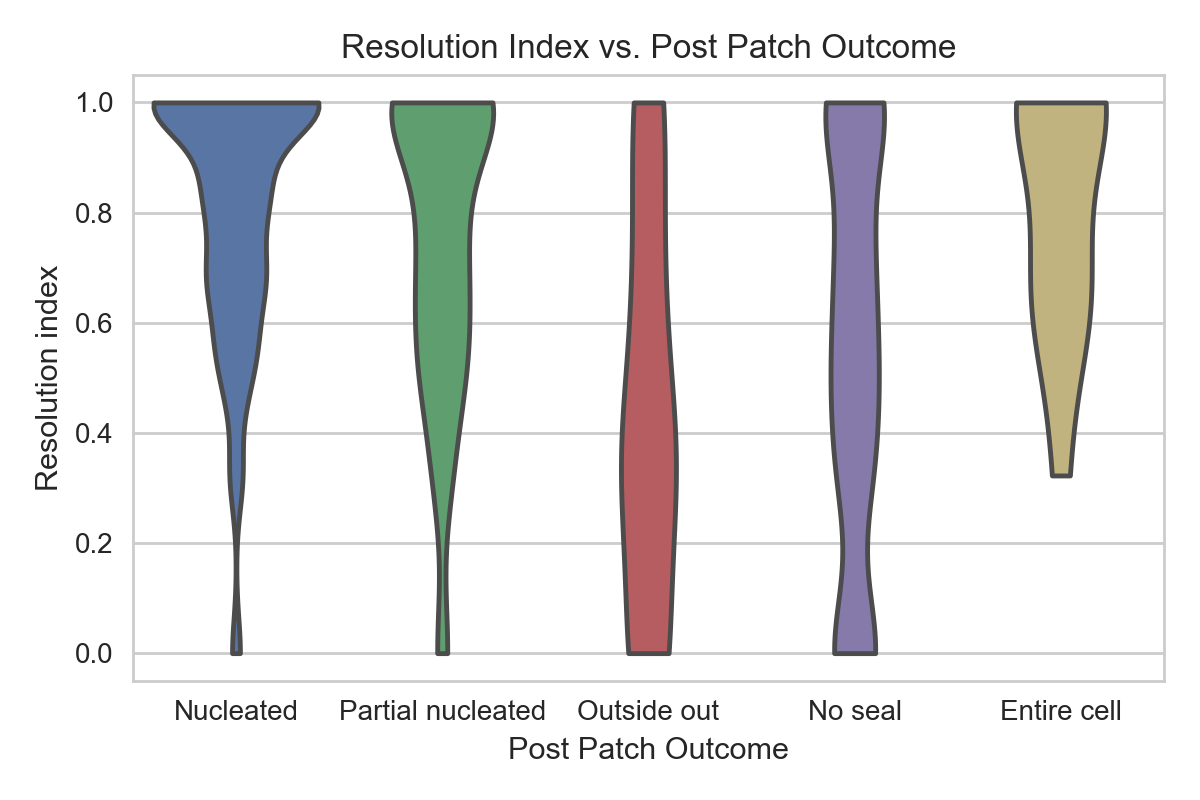 Resolution Index vs. Post Patch Outcome
Resolution index
1.0
0.8
0.6
0.4
0.2
0.0
Nucleated Partial nucleated Outside out No seal Entire cell
Post Patch Outcome